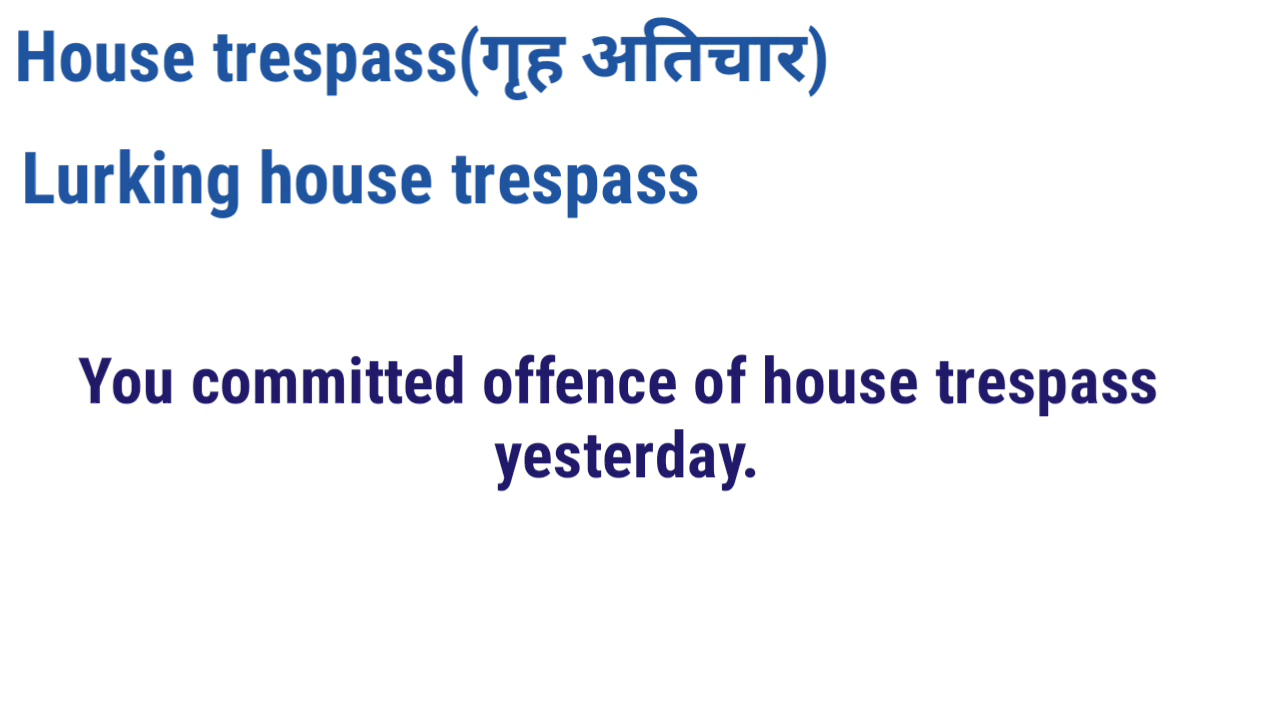 House trespass(गृह अतिचार)
Lurking house trespass
You committed offence of house trespass
yesterday.